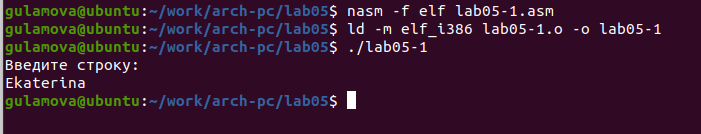 gulamova@ubuntu:~/work/arch-pc/lab05$ nasm -f elf lab05-1.asm
gulamova@ubuntu:~/work/arch-pc/lab05$ ld -m elf_i386 lab05-1.o -o lab05-1
gulamova@ubuntu:~/work/arch-pc/lab05$ ./lab05-1
Введите строку:
Ekaterina
gulamova@ubuntu:~/work/arch-pc/lab05$